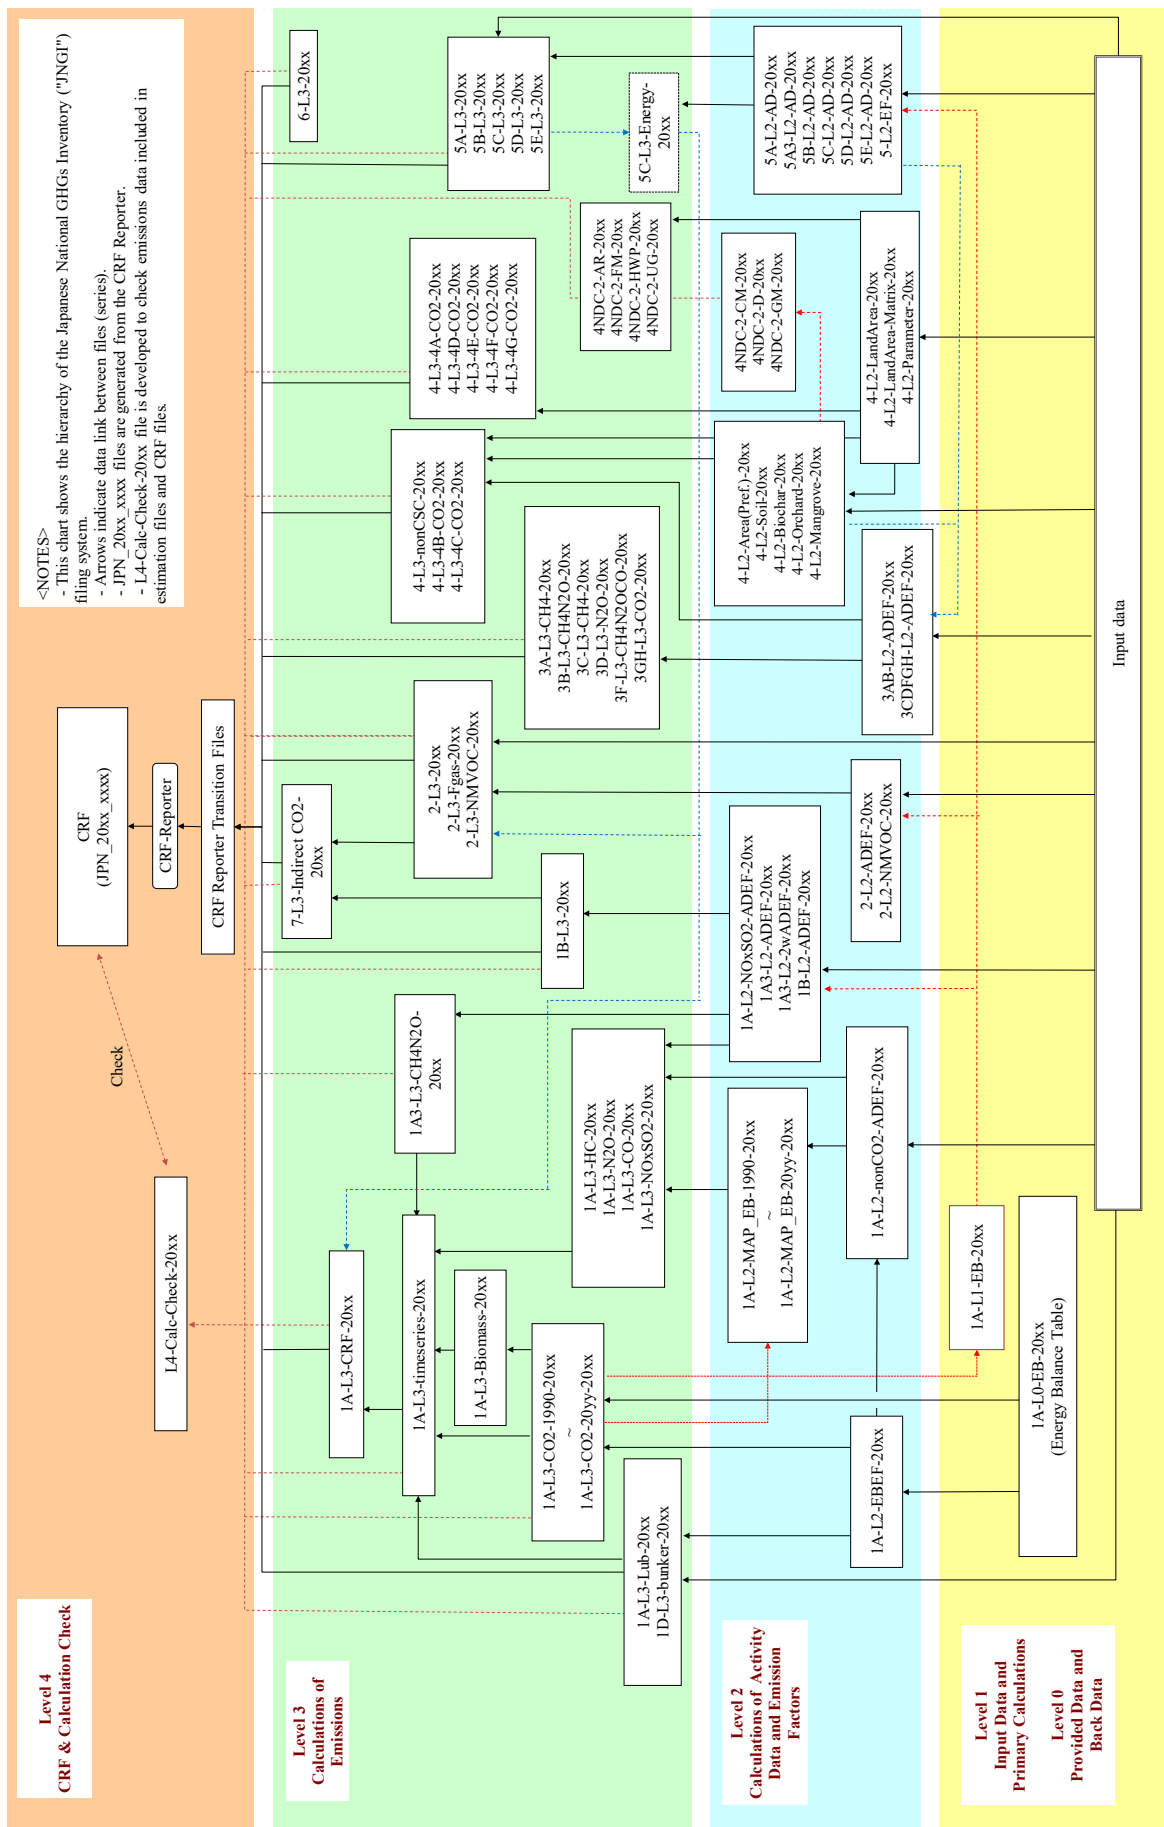 Level 4
CRF & Calculation Check
L4-Calc-Check-20xx
Check
CRF
(JPN_20xx_xxxx)
CRF-Reporter
CRF Reporter Transition Files
<NOTES>
- This chart shows the hierarchy of the Japanese National GHGs Inventory ("JNGI")
filing system.
- Arrows indicate data link between files (series).
- JPN_20xx_xxxx files are generated from the CRF Reporter.
- L4-Calc-Check-20xx file is developed to check emissions data included in
estimation files and CRF files.
Level 3
Calculations of
Emissions
1A-L3-CRF-20xx
1A-L3-timeseries-20xx
1A-L3-Biomass-20xx
1A-L3-CO2-1990-20xx
~
1A-L3-CO2-20yy-20xx
1A-L3-Lub-20xx
1D-L3-bunker-20xx
1A3-L3-CH4N2O-
20xx
1A-L3-HC-20xx
1A-L3-N2O-20xx
1A-L3-CO-20xx
1A-L3-NOxSO2-20xx
1B-L3-20xx
7-L3-Indirect CO2-
20xx
2-L3-20xx
2-L3-Fgas-20xx
2-L3-NMVOC-20xx
3A-L3-CH4-20xx
3B-L3-CH4N2O-20xx
3C-L3-CH4-20xx
3D-L3-N2O-20xx
3F-L3-CH4N2OCO-20xx
3GH-L3-CO2-20xx
4-L3-nonCSC-20xx
4-L3-4B-CO2-20xx
4-L3-4C-CO2-20xx
4-L3-4A-CO2-20xx
4-L3-4D-CO2-20xx
4-L3-4E-CO2-20xx
4-L3-4F-CO2-20xx
4-L3-4G-CO2-20xx
4NDC-2-AR-20xx
4NDC-2-FM-20xx
4NDC-2-HWP-20xx
4NDC-2-UG-20xx
6-L3-20xx
5A-L3-20xx
5B-L3-20xx
5C-L3-20xx
5D-L3-20xx
5E-L3-20xx
5C-L3-Energy-
20xx
Level 2
Calculations of Activity
Data and Emission
Factors
1A-L2-EBEF-20xx
1A-L2-MAP_EB-1990-20xx
~
1A-L2-MAP_EB-20yy-20xx
1A-L2-nonCO2-ADEF-20xx
1A-L2-NOxSO2-ADEF-20xx
1A3-L2-ADEF-20xx
1A3-L2-2wADEF-20xx
1B-L2-ADEF-20xx
2-L2-ADEF-20xx
2-L2-NMVOC-20xx
3AB-L2-ADEF-20xx
3CDFGH-L2-ADEF-20xx
4-L2-Area(Pref.)-20xx
4-L2-Soil-20xx
4-L2-Biochar-20xx
4-L2-Orchard-20xx
4-L2-Mangrove-20xx
4NDC-2-CM-20xx
4NDC-2-D-20xx
4NDC-2-GM-20xx
4-L2-LandArea-20xx
4-L2-LandArea-Matrix-20xx
4-L2-Parameter-20xx
5A-L2-AD-20xx
5A3-L2-AD-20xx
5B-L2-AD-20xx
5C-L2-AD-20xx
5D-L2-AD-20xx
5E-L2-AD-20xx
5-L2-EF-20xx
Level 1
Input Data and
Primary Calculations
Level 0
Provided Data and
Back Data
1A-L1-EB-20xx
1A-L0-EB-20xx
(Energy Balance Table)
Input data